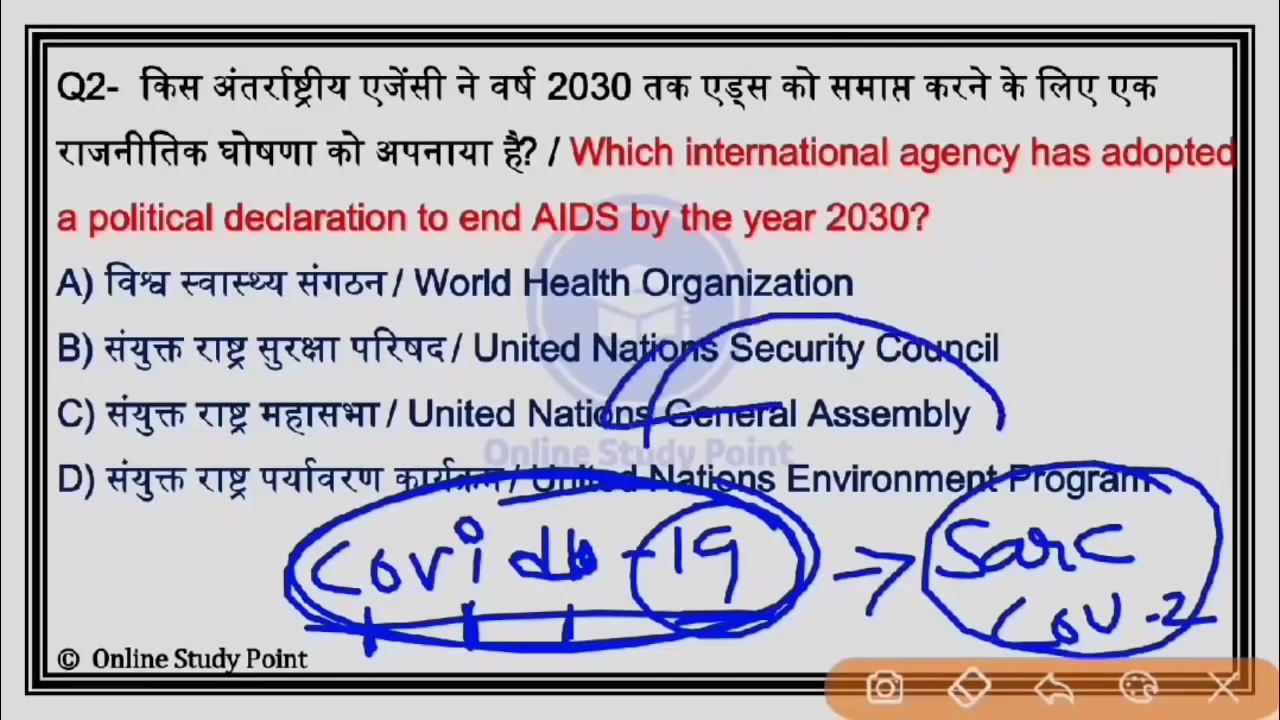 Q2- किस अंतर्राष्ट्रीय एजेंसी ने वर्ष 2030 तक एड्स को समाप्त करने के लिए एक
राजनीतिक घोषणा को अपनाया है? / Which international agency has adopted
a political declaration to end AIDS by the year 2030?
A) विश्व स्वास्थ्य संगठन / World Health Organization
B) संयुक्त राष्ट्र सुरक्षा परिषद / United Nations Security Council
C) संयुक्त राष्ट्र महासभा / United Nations General Assembly
Online Study Point
D) संयुक्त राष्ट्र पर्यावरण कार्यक्रम / United Nations Environment Program
Covid -19 → Sarc
Cov-2
© Online Study Point